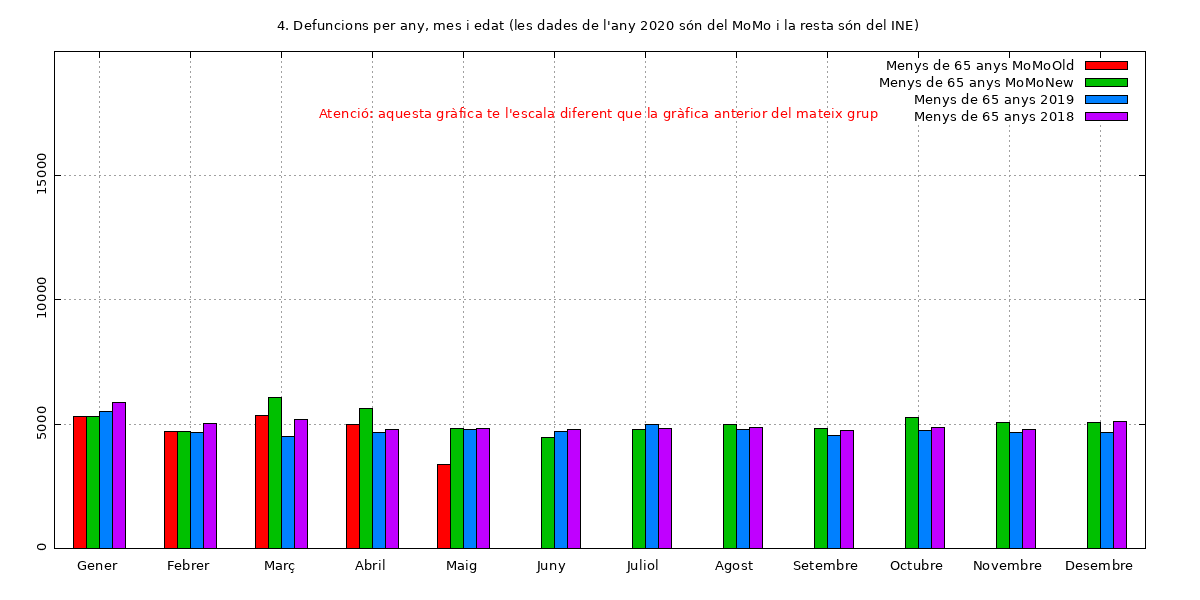 4. Defuncions per any, mes i edat (les dades de l'any 2020 són del MoMo i la resta són del INE)
Menys de 65 anys MoMoOld
Menys de 65 anys MoMoNew
Menys de 65 anys 2019
Menys de 65 anys 2018
Atenció: aquesta gràfica te l'escala diferent que la gràfica anterior del mateix grup
15000
10000
5000
0
Gener Febrer Març Abril Maig Juny Juliol Agost Setembre Octubre Novembre Desembre